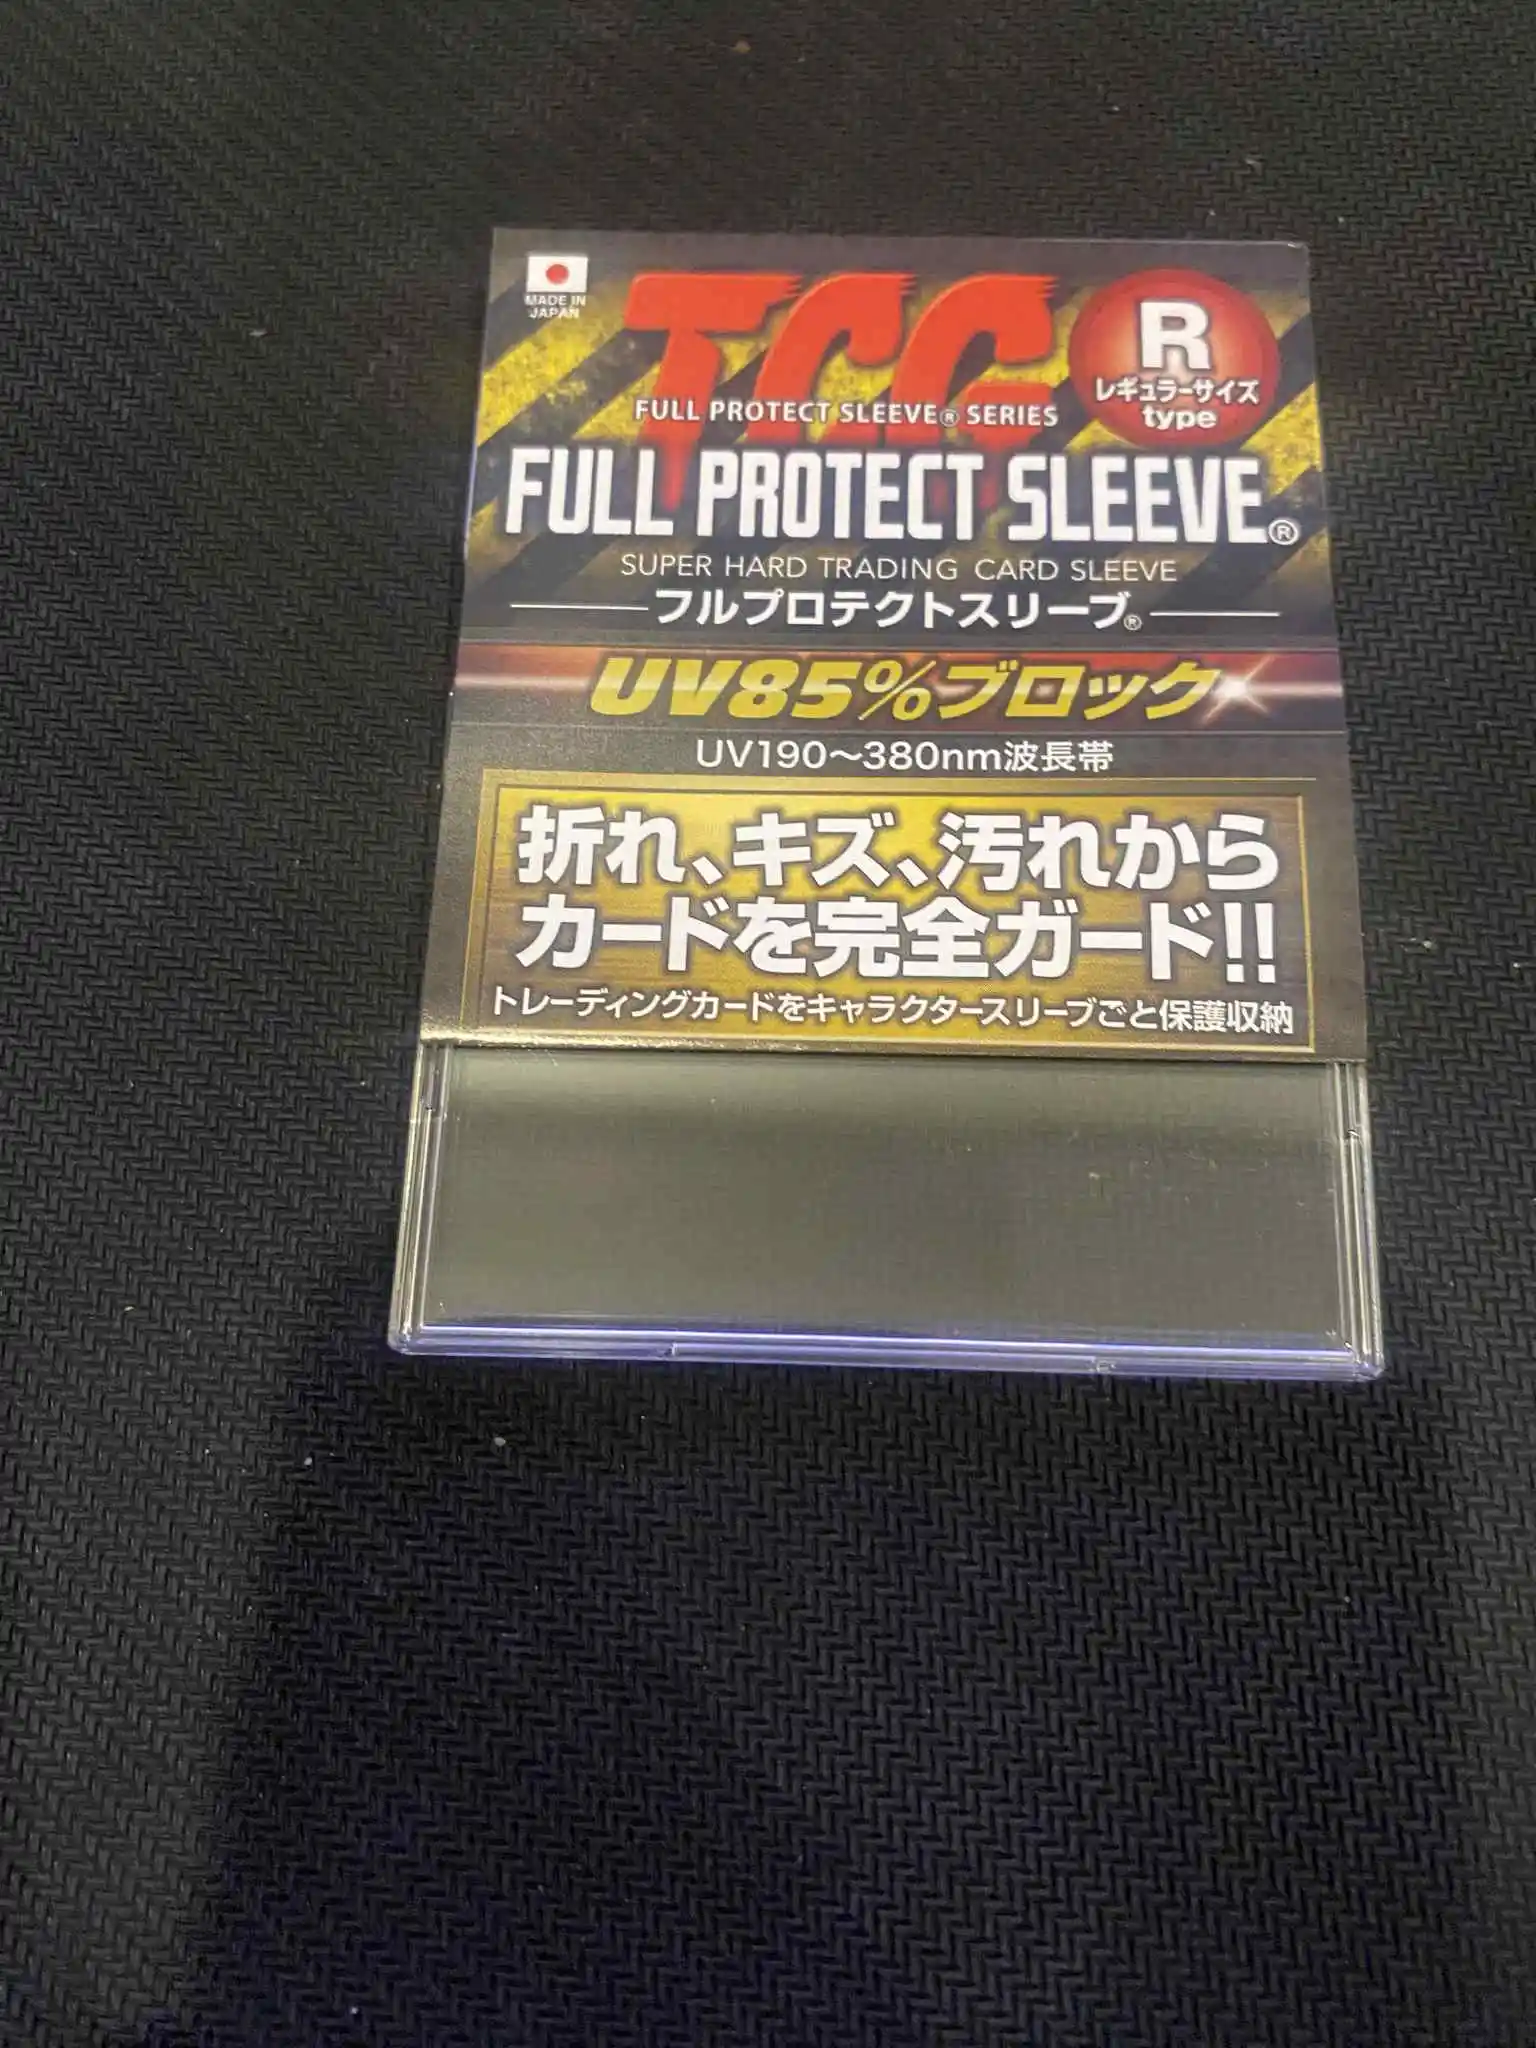 MADE IN
JAPAN
TCG
R
レギュラーサイズ
type
FULL PROTECT SLEEVE® SERIES
FULL PROTECT SLEEVE®
SUPER HARD TRADING CARD SLEEVE
フルプロテクトスリーブ®
UV85%ブロック
UV190〜380nm波長帯
折れ、キズ、汚れから
カードを完全ガード!!
トレーディングカードをキャラクタースリーブごと保護収納